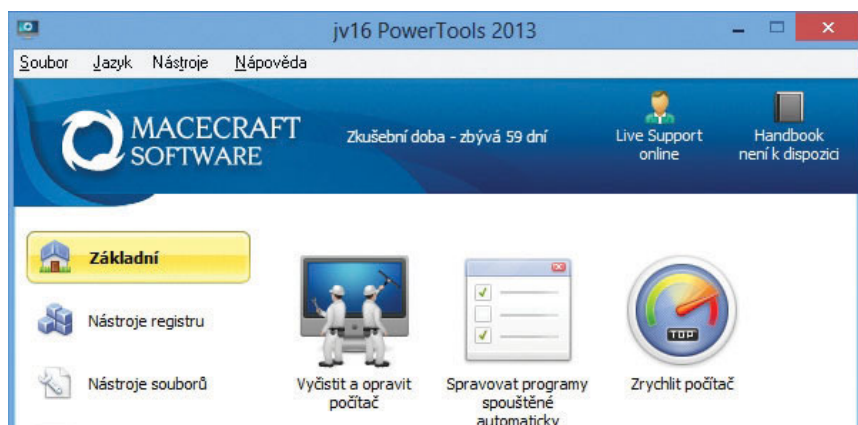 jv16 PowerTools 2013
Soubor Jazyk Nástroje Nápověda
MACECRAFT
SOFTWARE
Zkušební doba - zbývá 59 dní
Live Support
online
Handbook
není k dispozici
Základní
Nástroje registru
Nástroje souborů
Vyčistit a opravit
počítač
Spravovat programy
spouštěné
automaticky
TOP
Zrychlit počítač